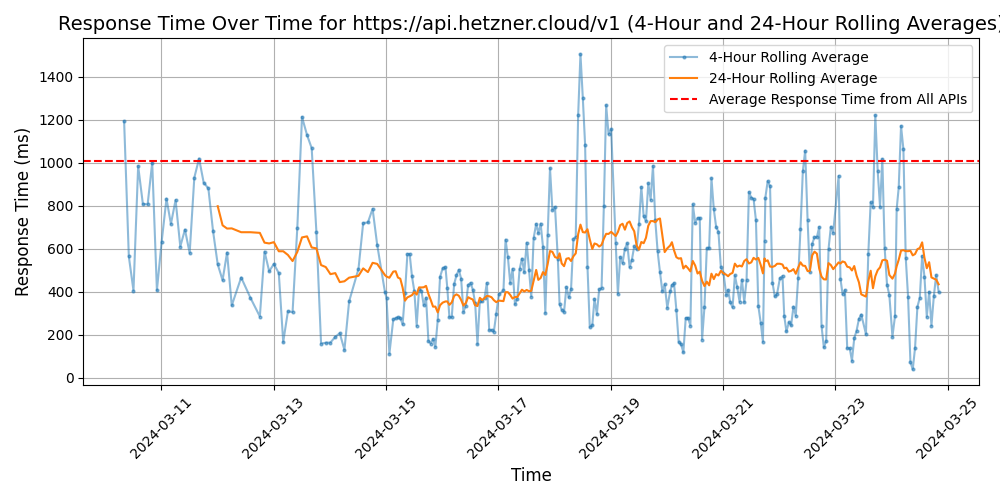 Response Time Over Time for https://api.hetzner.cloud/v1 (4-Hour and 24-Hour Rolling Averages)
4-Hour Rolling Average
24-Hour Rolling Average
Average Response Time from All APIs
Response Time (ms)
1400
1200
1000
800
600
400
200
0
2024-03-11
2024-03-13
2024-03-15
2024-03-17
2024-03-19
2024-03-21
2024-03-23
2024-03-25
Time